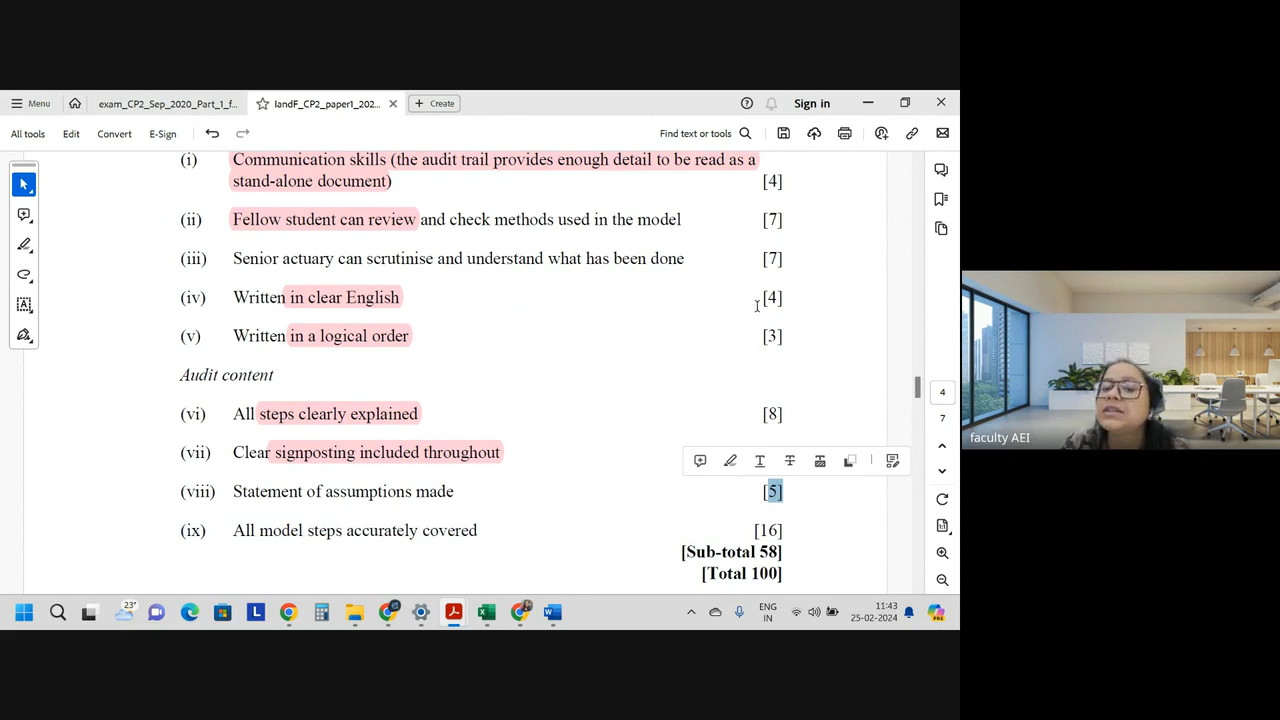 Menu
exam_CP2_Sep_2020_Part_1_f...
IandF_CP2_paper1_202...
Create
Sign in
All tools
Edit
Convert
E-Sign
Find text or tools
(i) Communication skills (the audit trail provides enough detail to be read as a
stand-alone document) [4]
(ii) Fellow student can review and check methods used in the model [7]
(iii) Senior actuary can scrutinise and understand what has been done [7]
(iv) Written in clear English [4]
(v) Written in a logical order [3]
Audit content
(vi) All steps clearly explained [8]
(vii) Clear signposting included throughout
(viii) Statement of assumptions made [5]
(ix) All model steps accurately covered [16]
[Sub-total 58]
[Total 100]
4
7
faculty AEI
23°
ENG
IN
11:43
25-02-2024